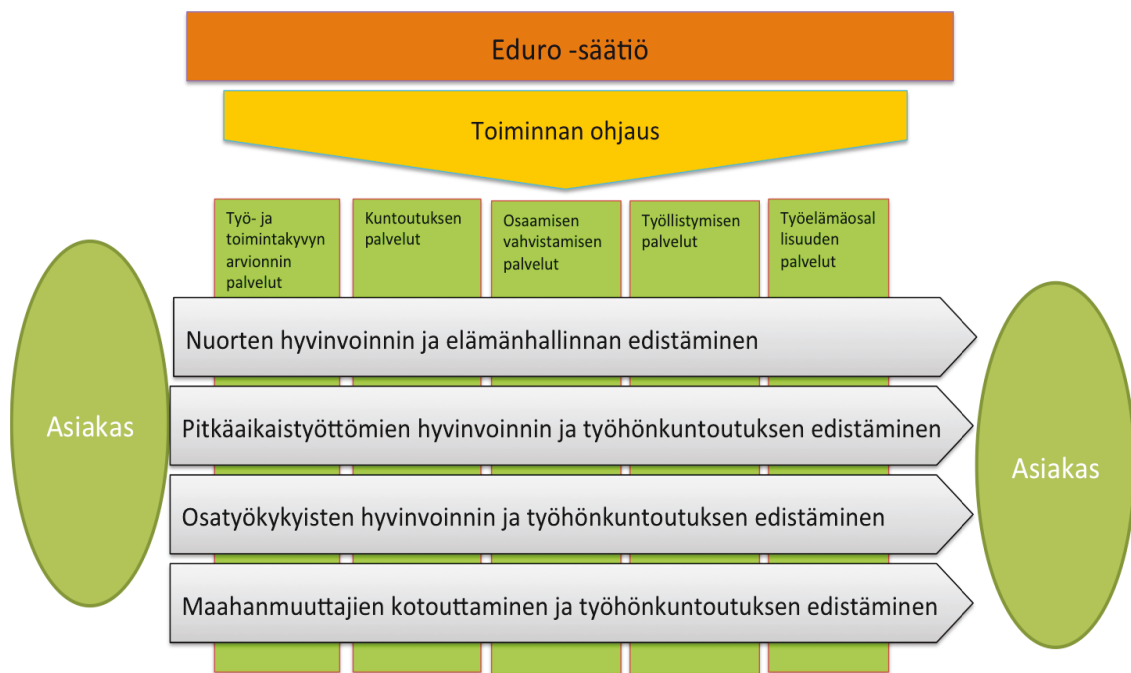 Eduro -säätiö
Toiminnan ohjaus
Työ- ja
toimintakyvyn
arvionnin
palvelut
Kuntoutuksen
palvelut
Osaamisen
vahvistamisen
palvelut
Työllistymisen
palvelut
Työelämäosal
lisuuden
palvelut
Nuorten hyvinvoinnin ja elämänhallinnan edistäminen
Asiakas
Pitkäaikaistyöttömien hyvinvoinnin ja työhönkuntoutuksen edistäminen
Asiakas
Osatyökykyisten hyvinvoinnin ja työhönkuntoutuksen edistäminen
Maahanmuuttajien kotouttaminen ja työhönkuntoutuksen edistäminen